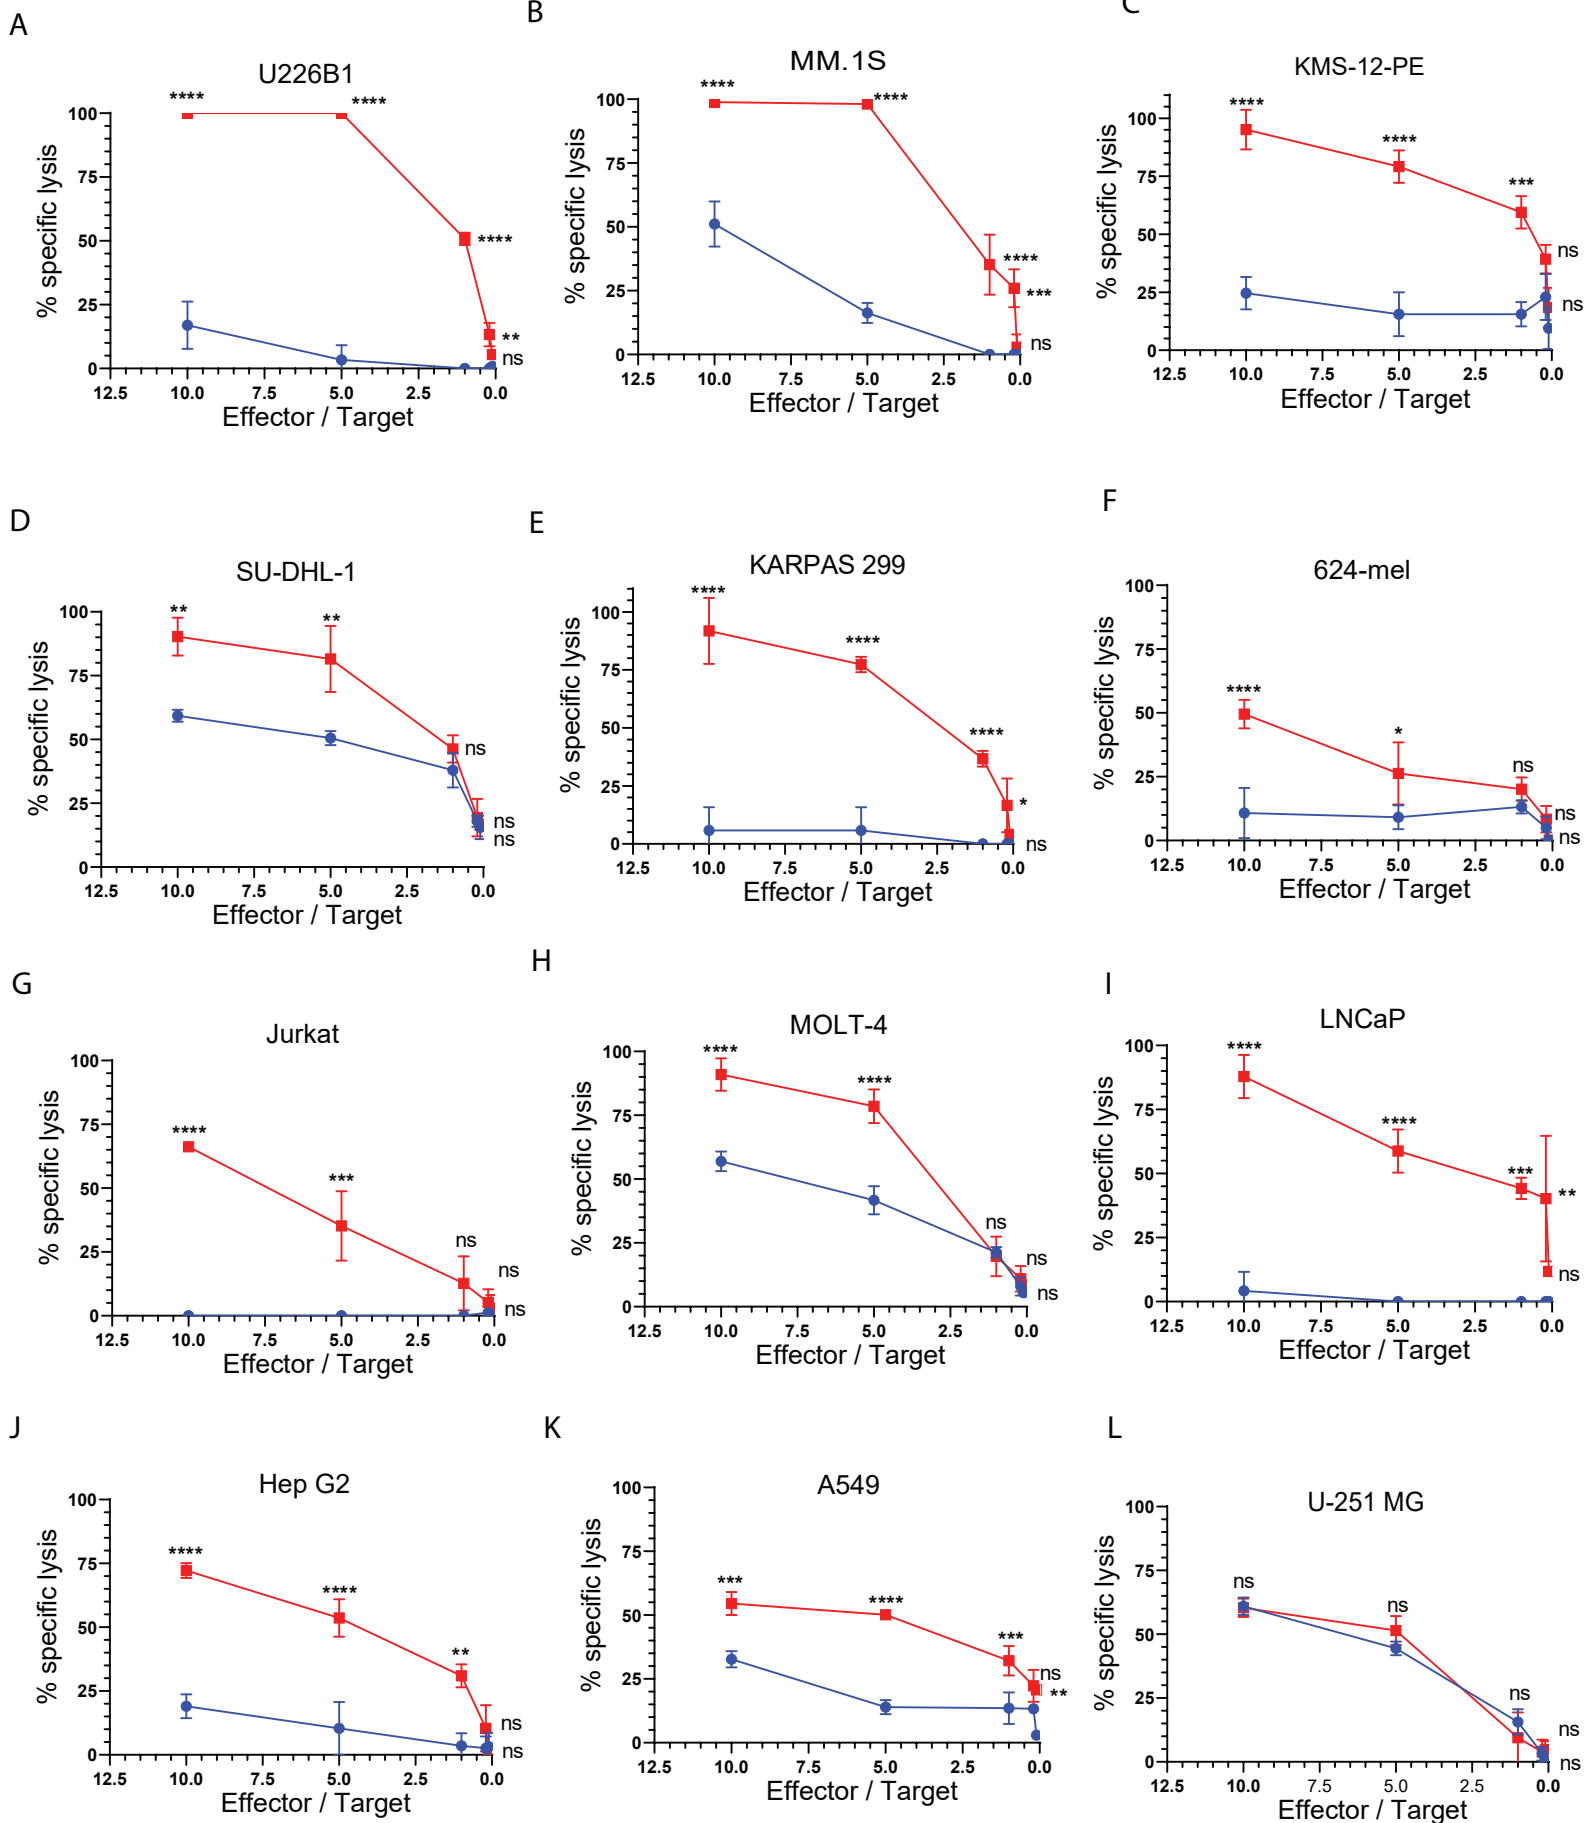 A
U226B1
**** ****
100
75
50 ****
25
** 
0 ns
12.5 10.0 7.5 5.0 2.5 0.0
% specific lysis
Effector / Target
B
MM.1S
**** ****
100
75
50
**** 
25 ***
0 ns
12.5 10.0 7.5 5.0 2.5 0.0
% specific lysis
Effector / Target
C
KMS-12-PE
**** **** ***
100
75
50 ns
25 ns
0
12.5 10.0 7.5 5.0 2.5 0.0
% specific lysis
Effector / Target
D
SU-DHL-1
** **
100
75
50 ns
25 ns
ns
0
12.5 10.0 7.5 5.0 2.5 0.0
% specific lysis
Effector / Target
E
KARPAS 299
**** **** ****
100
75
50
25 *
0 ns
12.5 10.0 7.5 5.0 2.5 0.0
% specific lysis
Effector / Target
F
624-mel
100
75
50 **** * ns
25 ns
0 ns
12.5 10.0 7.5 5.0 2.5 0.0
% specific lysis
Effector / Target
G
Jurkat
100
75 **** ***
50
25 ns ns
0 ns
12.5 10.0 7.5 5.0 2.5 0.0
% specific lysis
Effector / Target
H
MOLT-4
**** ****
100
75
50
25 ns ns
0 ns
12.5 10.0 7.5 5.0 2.5 0.0
% specific lysis
Effector / Target
I
LNCaP
**** **** ***
100
75
50 **
25 ns
0
12.5 10.0 7.5 5.0 2.5 0.0
% specific lysis
Effector / Target
J
Hep G2
**** **** **
100
75
50
25 ns
0 ns
12.5 10.0 7.5 5.0 2.5 0.0
% specific lysis
Effector / Target
K
A549
*** **** ***
100
75
50
25 ns
0 **
12.5 10.0 7.5 5.0 2.5 0.0
% specific lysis
Effector / Target
L
U-251 MG
ns ns ns
100
75
50
25 ns
0 ns
12.5 10.0 7.5 5.0 2.5 0.0
% specific lysis
Effector / Target